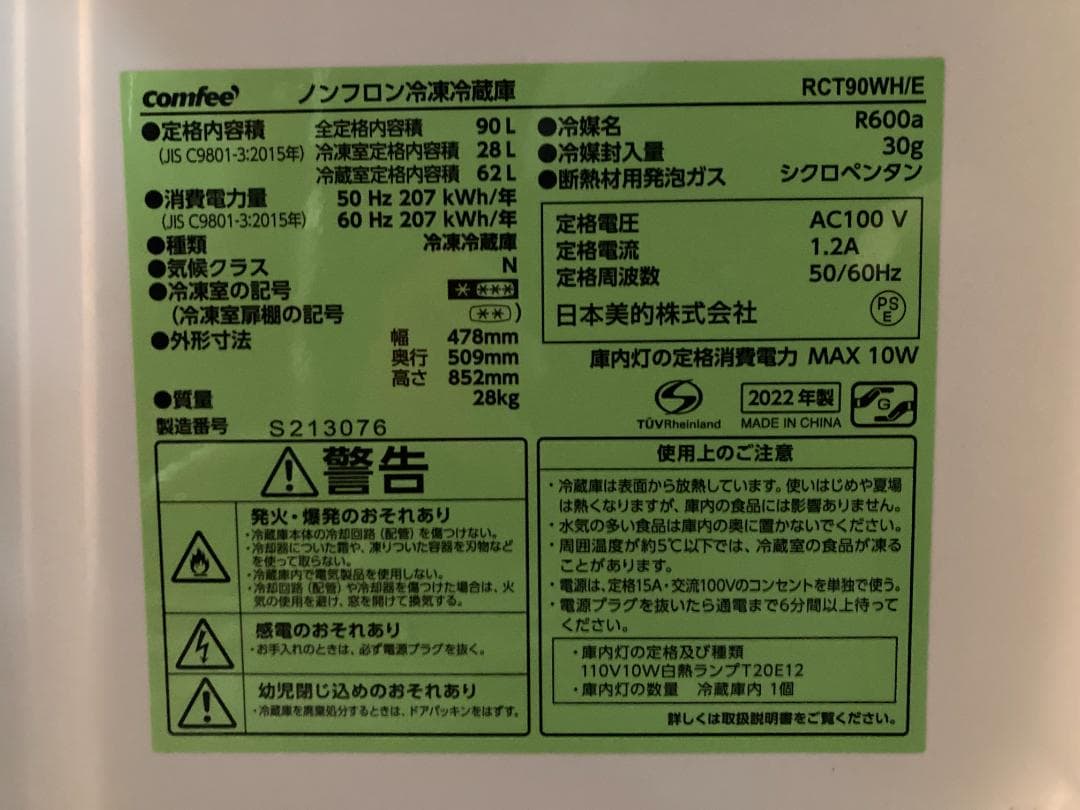 comfee'
ノンフロン冷凍冷蔵庫
RCT90WH/E
●定格内容積 全定格内容積 90 L
(JIS C9801-3:2015年) 冷凍室定格内容積 28 L
冷蔵室定格内容積 62 L
●消費電力量 50 Hz 207 kWh/年
(JIS C9801-3:2015年) 60 Hz 207 kWh/年
●種類 冷凍冷蔵庫
●気候クラス N
●冷凍室の記号
(冷凍室扉棚の記号 )
●外形寸法 幅 478mm
奥行 509mm
高さ 852mm
●質量 28kg
製造番号 S213076
●冷媒名 R600a
●冷媒封入量 30g
●断熱材用発泡ガス シクロペンタン
定格電圧 AC100 V
定格電流 1.2A
定格周波数 50/60Hz
日本美的株式会社 PSE
庫内灯の定格消費電力 MAX 10W
TÜVRheinland
2022 年製
MADE IN CHINA
G
警告
発火・爆発のおそれあり
・冷蔵庫本体の冷却回路(配管)を傷つけない。
・冷却器についた霜や、凍りついた容器を刃物など
を使って取らない。
・冷蔵庫内で電気製品を使用しない。
・冷却回路(配管)や冷却器を傷つけた場合は、火
気の使用を避け、窓を開けて換気する。
感電のおそれあり
・お手入れのときは、必ず電源プラグを抜く。
幼児閉じ込めのおそれあり
・冷蔵庫を廃棄処分するときは、ドアパッキンをはずす。
使用上のご注意
・冷蔵庫は表面から放熱しています。使いはじめや夏場
は熱くなりますが、庫内の食品には影響ありません。
・水気の多い食品は庫内の奥に置かないでください。
・周囲温度が約5℃以下では、冷蔵室の食品が凍る
ことがあります。
・電源は、定格15A・交流100Vのコンセントを単独で使う。
・電源プラグを抜いたら通電まで6分間以上待って
ください。
・庫内灯の定格及び種類
110V10W白熱ランプT20E12
・庫内灯の数量 冷蔵庫内 1個
詳しくは取扱説明書をご覧ください。